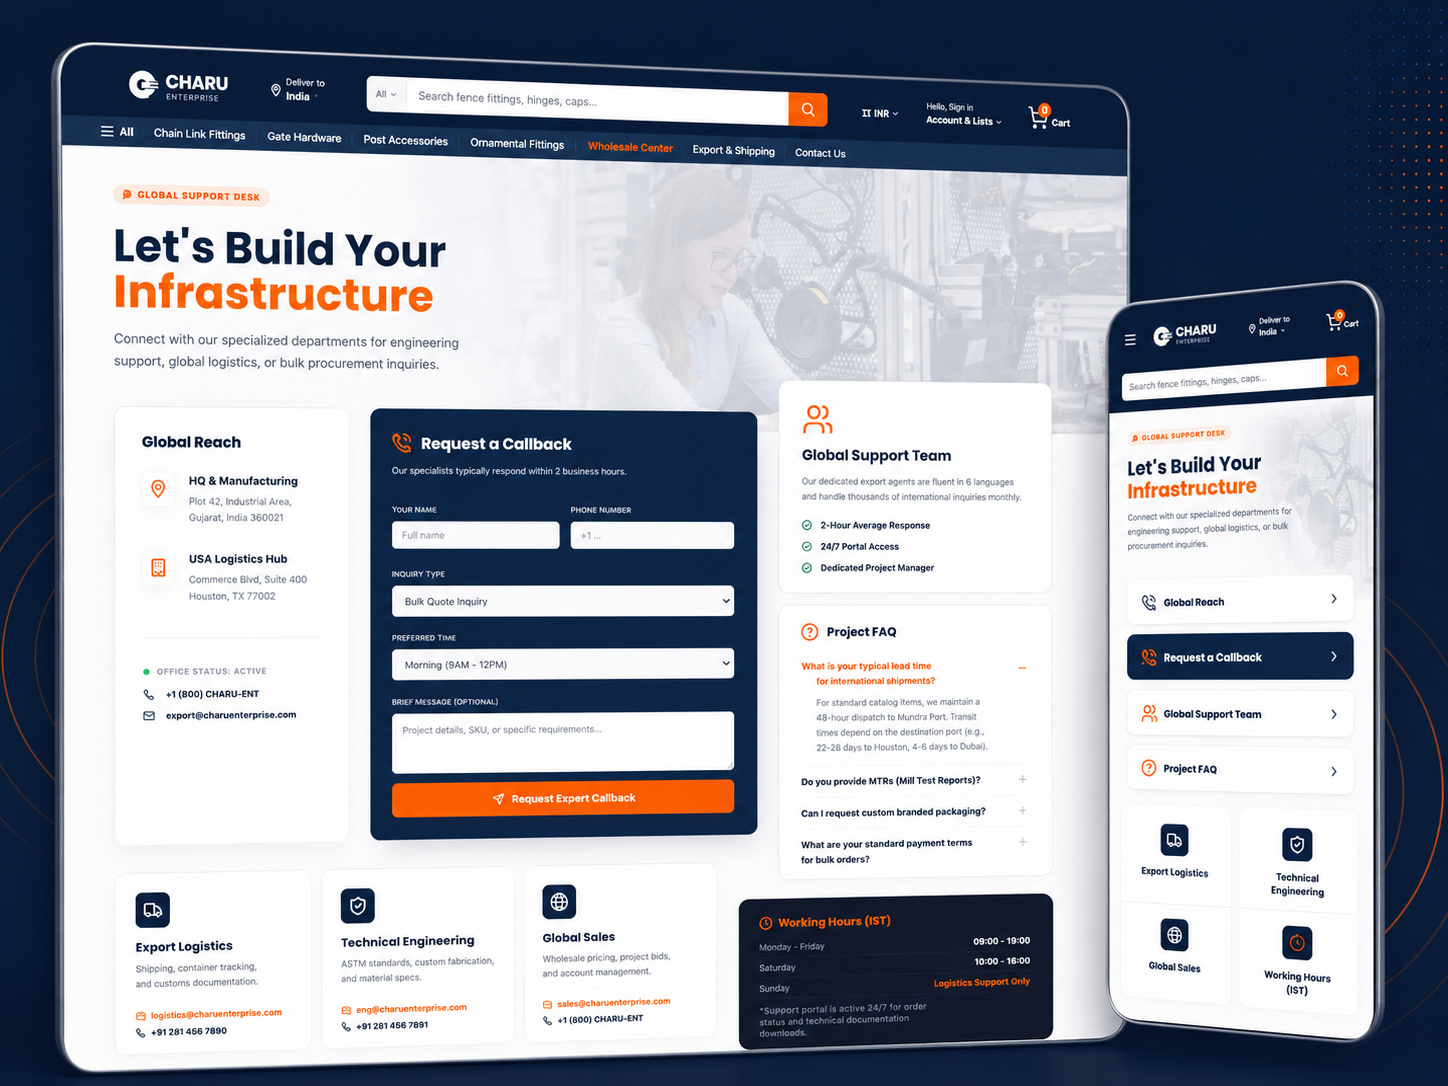 CHARU
ENTERPRISE
Deliver to
India
All
Search fence fittings, hinges, caps...
INR
Hello, Sign in
Account & Lists
0
Cart
All
Chain Link Fittings
Gate Hardware
Post Accessories
Ornamental Fittings
Wholesale Center
Export & Shipping
Contact Us
GLOBAL SUPPORT DESK
Let's Build Your
Infrastructure
Connect with our specialized departments for engineering
support, global logistics, or bulk procurement inquiries.
Global Reach
HQ & Manufacturing
Plot 42, Industrial Area,
Gujarat, India 360021
USA Logistics Hub
Commerce Blvd, Suite 400
Houston, TX 77002
OFFICE STATUS: ACTIVE
+1 (800) CHARU-ENT
export@charuenterprise.com
Request a Callback
Our specialists typically respond within 2 business hours.
YOUR NAME
PHONE NUMBER
Full name
+1 ...
INQUIRY TYPE
Bulk Quote Inquiry
PREFERRED TIME
Morning (9AM - 12PM)
BRIEF MESSAGE (OPTIONAL)
Project details, SKU, or specific requirements...
Request Expert Callback
Global Support Team
Our dedicated export agents are fluent in 6 languages
and handle thousands of international inquiries monthly.
2-Hour Average Response
24/7 Portal Access
Dedicated Project Manager
Project FAQ
What is your typical lead time
for international shipments?
For standard catalog items, we maintain a
48-hour dispatch to Mundra Port. Transit
times depend on the destination port (e.g.,
22-28 days to Houston, 4-6 days to Dubai).
Do you provide MTRs (Mill Test Reports)?
Can I request custom branded packaging?
What are your standard payment terms
for bulk orders?
Export Logistics
Shipping, container tracking,
and customs documentation.
logistics@charuenterprise.com
+91 281 456 7890
Technical Engineering
ASTM standards, custom fabrication,
and material specs.
eng@charuenterprise.com
+91 281 456 7891
Global Sales
Wholesale pricing, project bids,
and account management.
sales@charuenterprise.com
+1 (800) CHARU-ENT
Working Hours (IST)
Monday - Friday
09:00 - 19:00
Saturday
10:00 - 16:00
Sunday
Logistics Support Only
*Support portal is active 24/7 for order
status and technical documentation
downloads.
CHARU
ENTERPRISE
Deliver to
India
0
Cart
Search fence fittings, hinges, caps...
GLOBAL SUPPORT DESK
Let's Build Your
Infrastructure
Connect with our specialized departments for
engineering support, global logistics, or bulk
procurement inquiries.
Global Reach
Request a Callback
Global Support Team
Project FAQ
Export Logistics
Technical
Engineering
Global Sales
Working Hours
(IST)